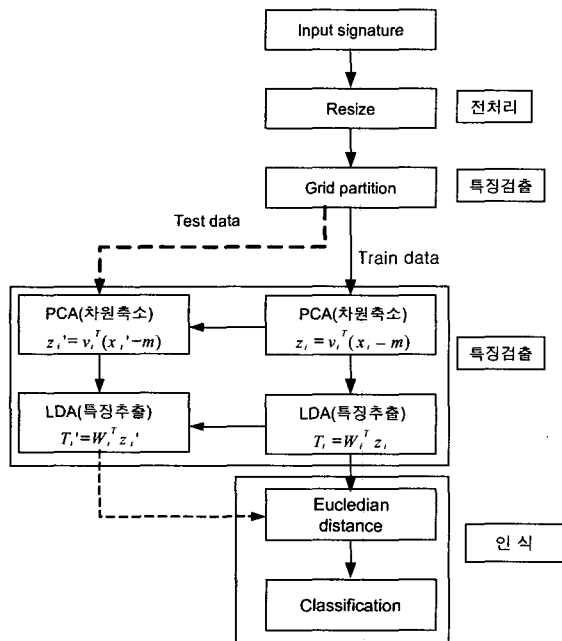 Input signature
Resize
전처리
Grid partition
특징검출
Test data
Train data
PCA(차원축소)
z_i'=v_i^T(x_i'-m)
PCA(차원축소)
z_i=v_i^T(x_i-m)
특징검출
LDA(특징추출)
T_i'=W_i^T z_i'
LDA(특징추출)
T_i=W_i^T z_i
Eucledian
distance
인 식
Classification